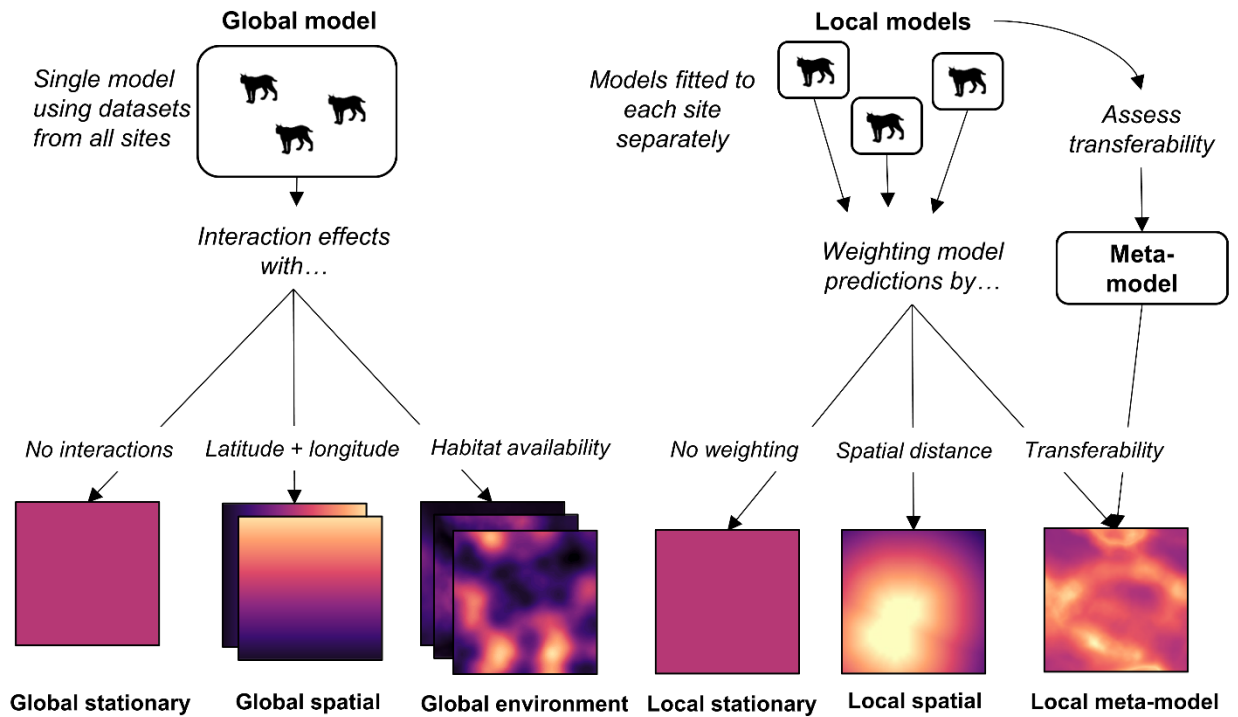 Global model
Single model
using datasets
from all sites
Interaction effects
with…
No interactions
Latitude + longitude
Habitat availability
Global stationary
Global spatial
Global environment
Local models
Models fitted to
each site
separately
Assess
transferability
Weighting model
predictions by…
Meta-
model
No weighting
Spatial distance
Transferability
Local stationary
Local spatial
Local meta-model